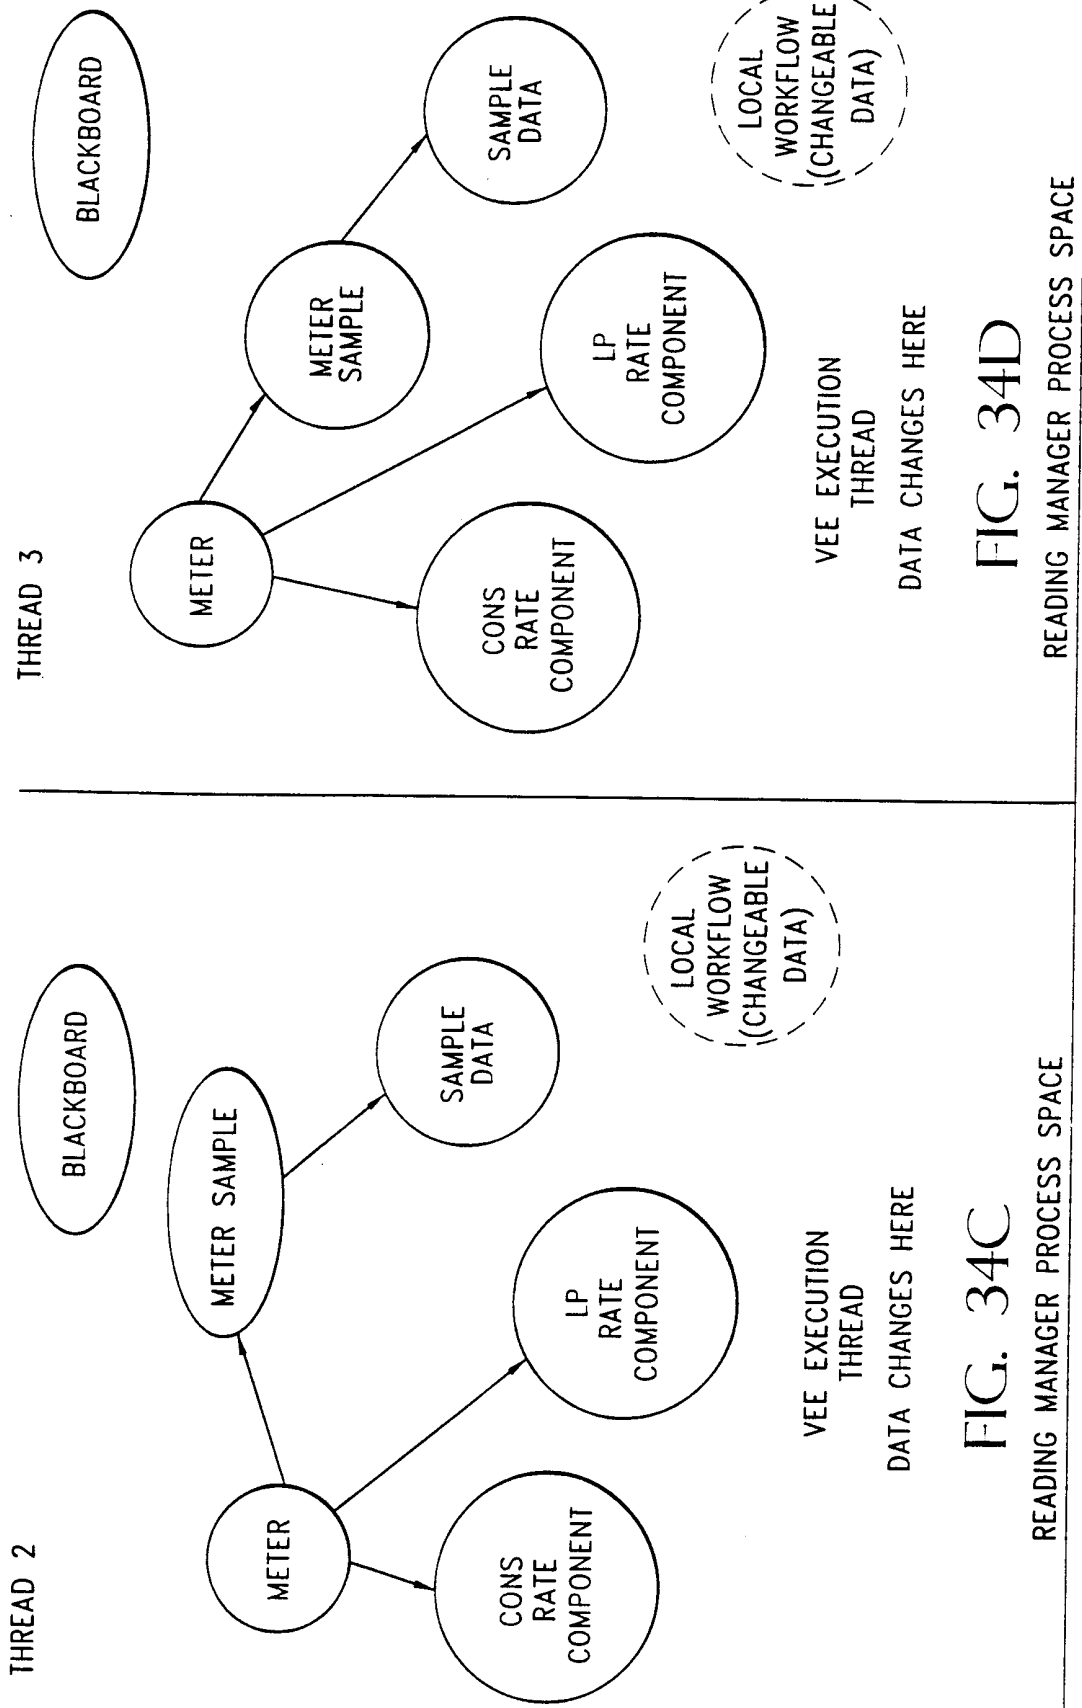 THREAD 2
BLACKBOARD
METER SAMPLE
METER
SAMPLE
DATA
CONS
RATE
COMPONENT
LP
RATE
COMPONENT
LOCAL
WORKFLOW
(CHANGEABLE
DATA)
VEE EXECUTION
THREAD
DATA CHANGES HERE
FIG. 34C
READING MANAGER PROCESS SPACE
THREAD 3
BLACKBOARD
METER
METER
SAMPLE
SAMPLE
DATA
CONS
RATE
COMPONENT
LP
RATE
COMPONENT
LOCAL
WORKFLOW
(CHANGEABLE
DATA)
VEE EXECUTION
THREAD
DATA CHANGES HERE
FIG. 34D
READING MANAGER PROCESS SPACE